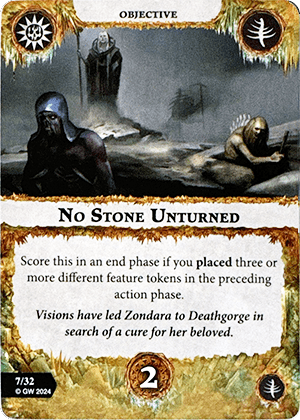 OBJECTIVE
No Stone Unturned
Score this in an end phase if you placed three or
more different feature tokens in the preceding
action phase.
Visions have led Zondara to Deathgorge in
search of a cure for her beloved.
7/32
© GW 2024
2